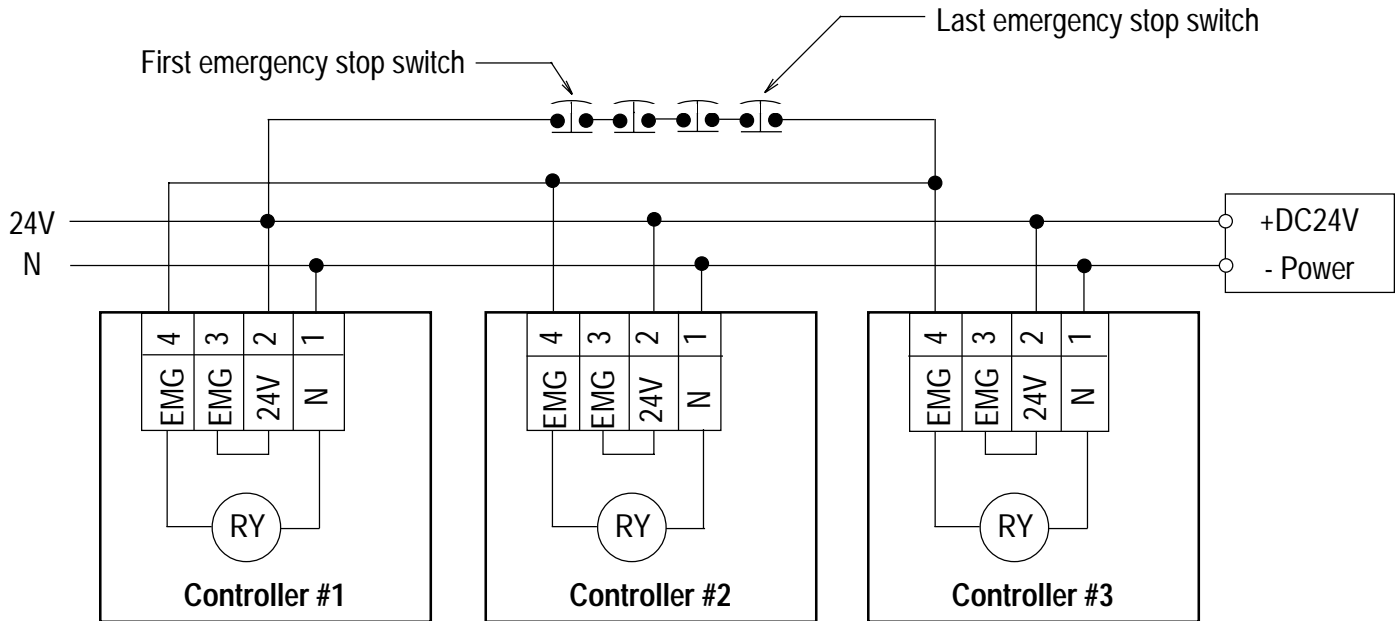 Last emergency stop switch
First emergency stop switch
24V
N
+DC24V
- Power
4 3 2 1
EMG EMG 24V N
RY
Controller #1
4 3 2 1
EMG EMG 24V N
RY
Controller #2
4 3 2 1
EMG EMG 24V N
RY
Controller #3